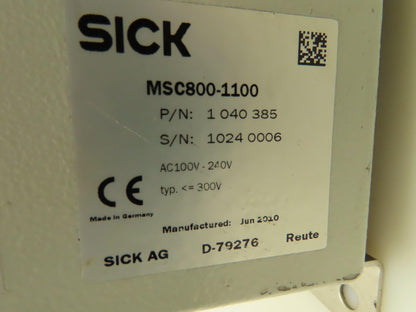 SICK
MSC800-1100
P/N: 1 040 385
S/N: 1024 0006
AC100V - 240V
typ. <= 300V
CE
Made in Germany
Manufactured: Jun 2010
SICK AG D-79276 Reute